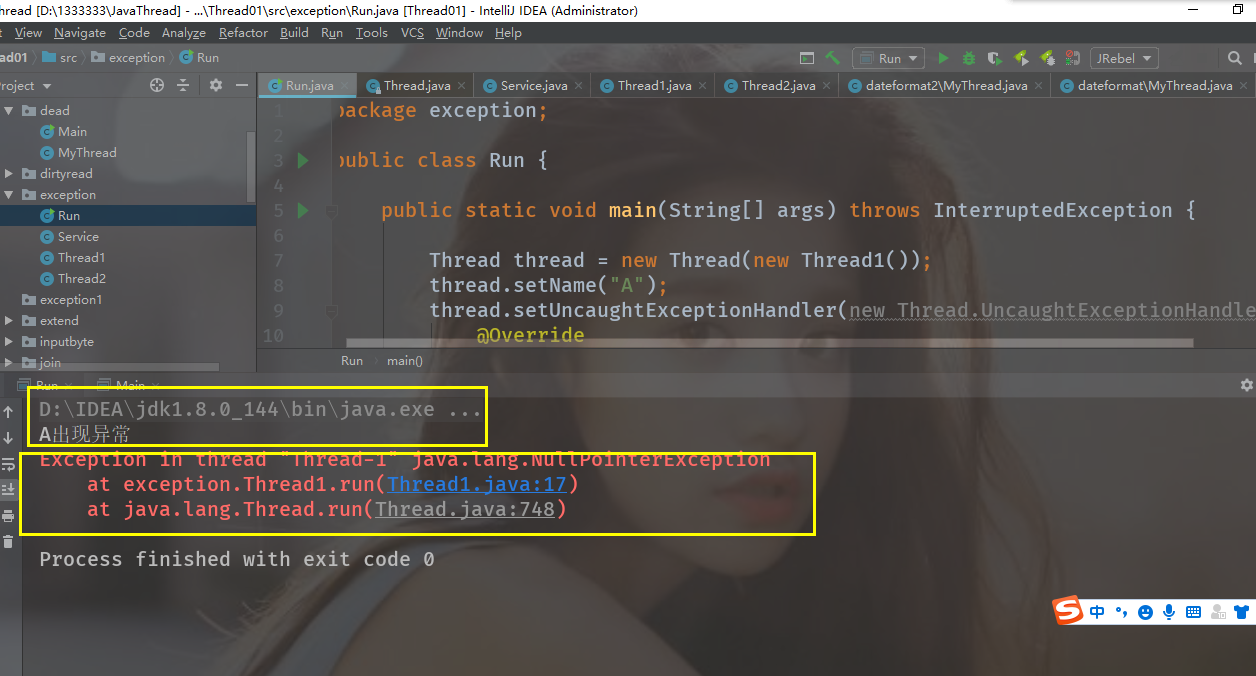 hread [D:\1333333\JavaThread] - ...\Thread01\src\exception\Run.java [Thread01] - IntelliJ IDEA (Administrator)
View Navigate Code Analyze Refactor Build Run Tools VCS Window Help
ad01 src exception Run
Run
JRebel
roject
Run.java Thread.java Service.java Thread1.java Thread2.java dateformat2\MyThread.java dateformat\MyThread.java
dead
Main
MyThread
dirtyread
exception
Run
Service
Thread1
Thread2
exception1
extend
inputbyte
join
1 package exception;
2
3 public class Run {
4
5 public static void main(String[] args) throws InterruptedException {
6
7 Thread thread = new Thread(new Thread1());
8 thread.setName("A");
9 thread.setUncaughtExceptionHandler(new Thread.UncaughtExceptionHandle
10 @Override
Run main()
Run Main
D:\IDEA\jdk1.8.0_144\bin\java.exe ...
A出现异常
Exception in thread "Thread-1" java.lang.NullPointerException
at exception.Thread1.run(Thread1.java:17)
at java.lang.Thread.run(Thread.java:748)
Process finished with exit code 0
S 中